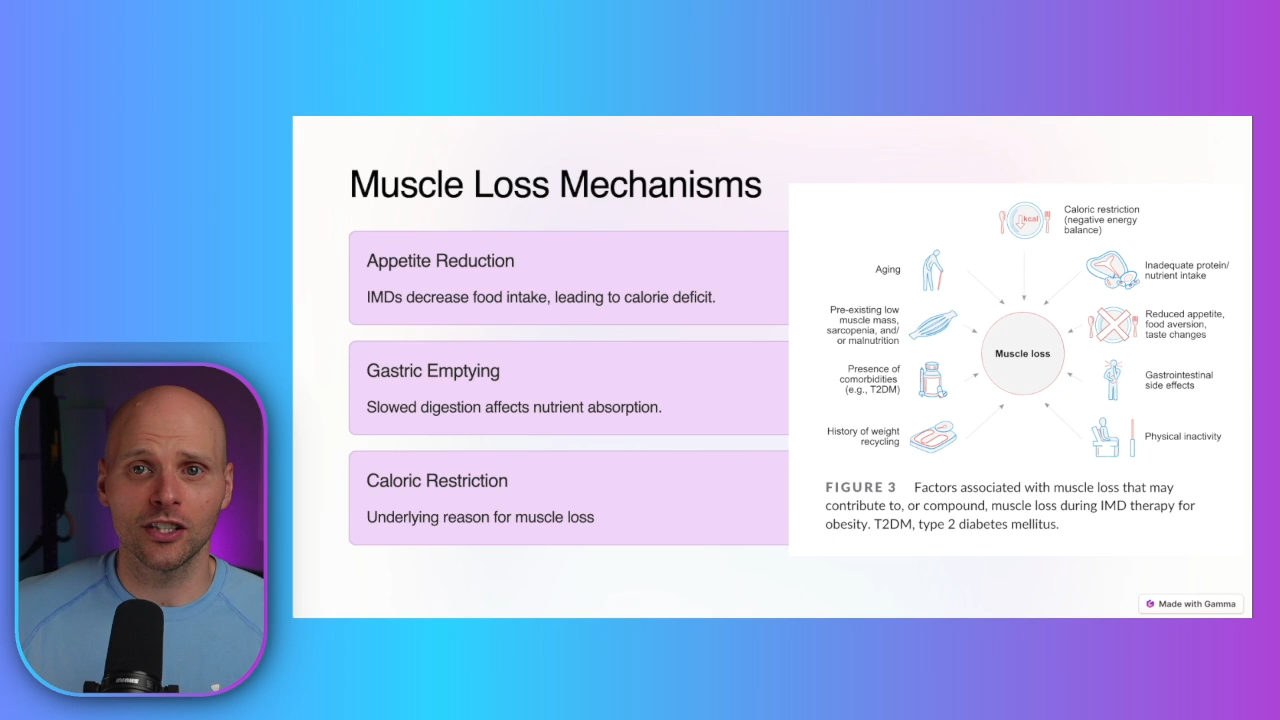 Muscle Loss Mechanisms
Appetite Reduction
IMDs decrease food intake, leading to calorie deficit.
Gastric Emptying
Slowed digestion affects nutrient absorption.
Caloric Restriction
Underlying reason for muscle loss
kcal
Caloric restriction
(negative energy
balance)
Aging
Inadequate protein/
nutrient intake
Pre-existing low
muscle mass,
sarcopenia, and/
or malnutrition
Reduced appetite,
food aversion,
taste changes
Muscle loss
Presence of
comorbidities
(e.g., T2DM)
Gastrointestinal
side effects
History of weight
recycling
Physical inactivity
FIGURE 3 Factors associated with muscle loss that may
contribute to, or compound, muscle loss during IMD therapy for
obesity. T2DM, type 2 diabetes mellitus.
Made with Gamma